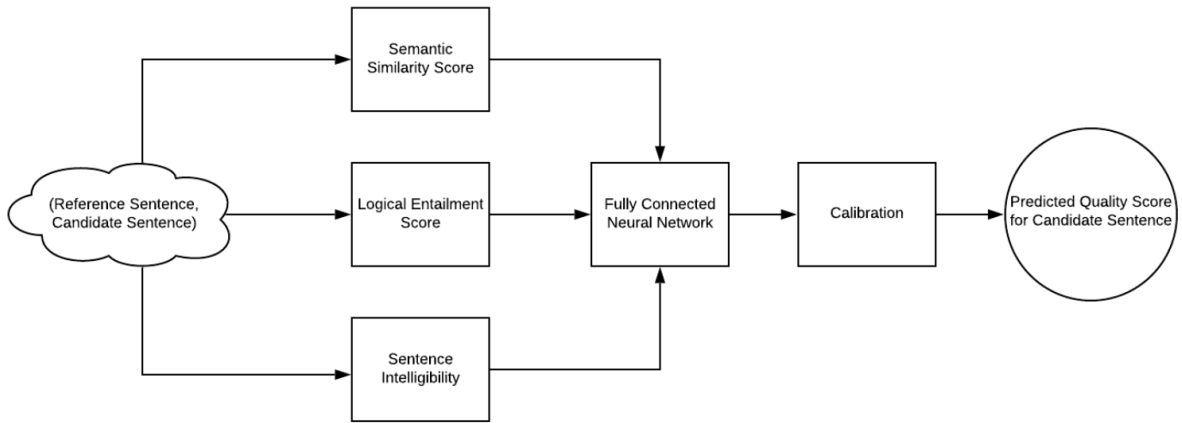 Semantic
Similarity Score
(Reference Sentence,
Candidate Sentence)
Logical Entailment
Score
Fully Connected
Neural Network
Calibration
Predicted Quality Score
for Candidate Sentence
Sentence
Intelligibility